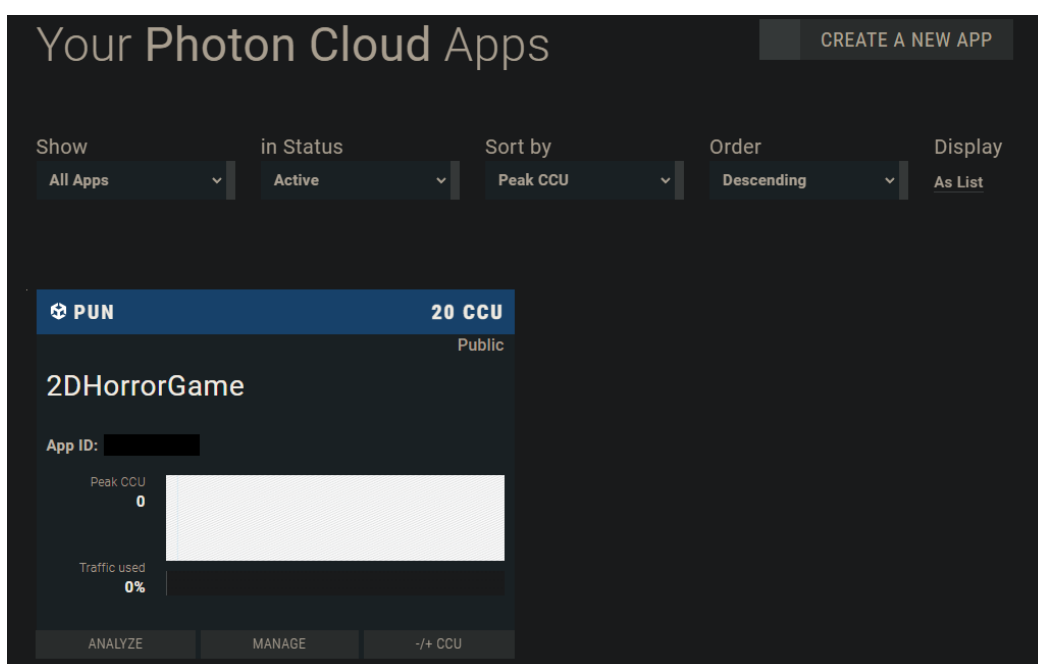 Your Photon Cloud Apps
CREATE A NEW APP
Show
in Status
Sort by
Order
Display
All Apps
Active
Peak CCU
Descending
As List
PUN
20 CCU
Public
2DHorrorGame
App ID:
Peak CCU
0
Traffic used
0%
ANALYZE
MANAGE
-/+ CCU